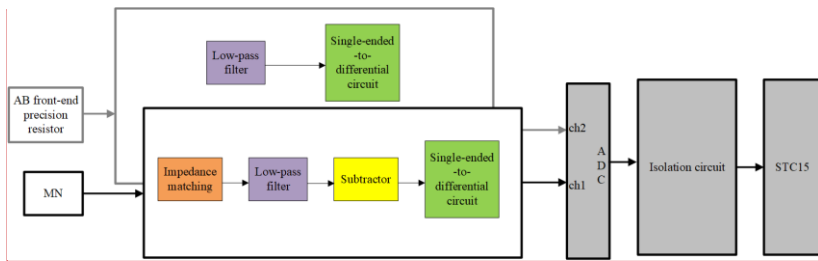 Low-pass
filter
Single-ended
-to-
differential
circuit
AB front-end
precision
resistor
MN
Impedance
matching
Low-pass
filter
Subtractor
Single-ended
-to-
differential
circuit
ch2
ch1
A
D
C
Isolation circuit
STC15